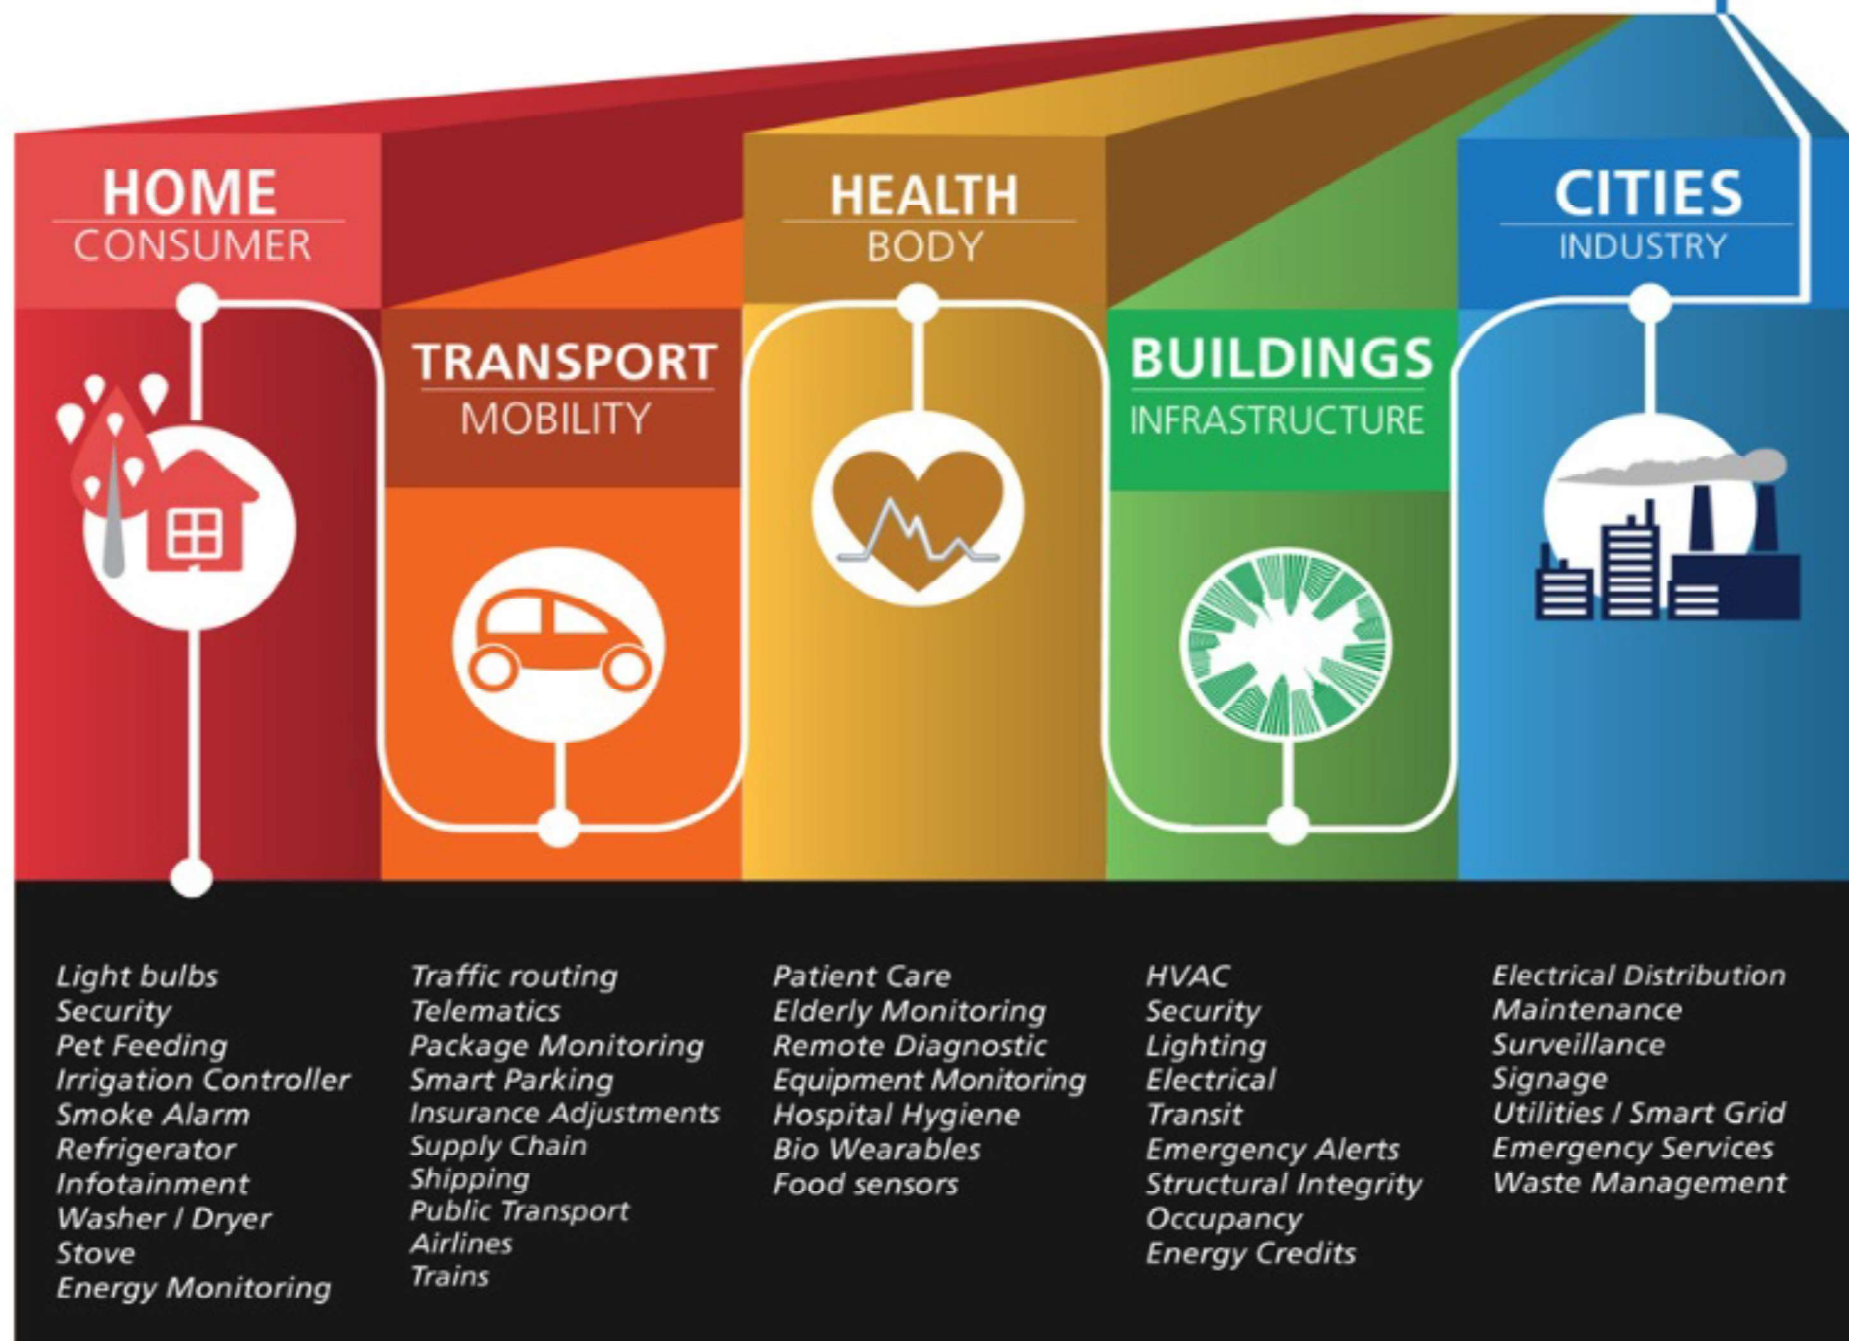 HOME
CONSUMER
TRANSPORT
MOBILITY
HEALTH
BODY
BUILDINGS
INFRASTRUCTURE
CITIES
INDUSTRY
Light bulbs
Security
Pet Feeding
Irrigation Controller
Smoke Alarm
Refrigerator
Infotainment
Washer / Dryer
Stove
Energy Monitoring
Traffic routing
Telematics
Package Monitoring
Smart Parking
Insurance Adjustments
Supply Chain
Shipping
Public Transport
Airlines
Trains
Patient Care
Elderly Monitoring
Remote Diagnostic
Equipment Monitoring
Hospital Hygiene
Bio Wearables
Food sensors
HVAC
Security
Lighting
Electrical
Transit
Emergency Alerts
Structural Integrity
Occupancy
Energy Credits
Electrical Distribution
Maintenance
Surveillance
Signage
Utilities / Smart Grid
Emergency Services
Waste Management